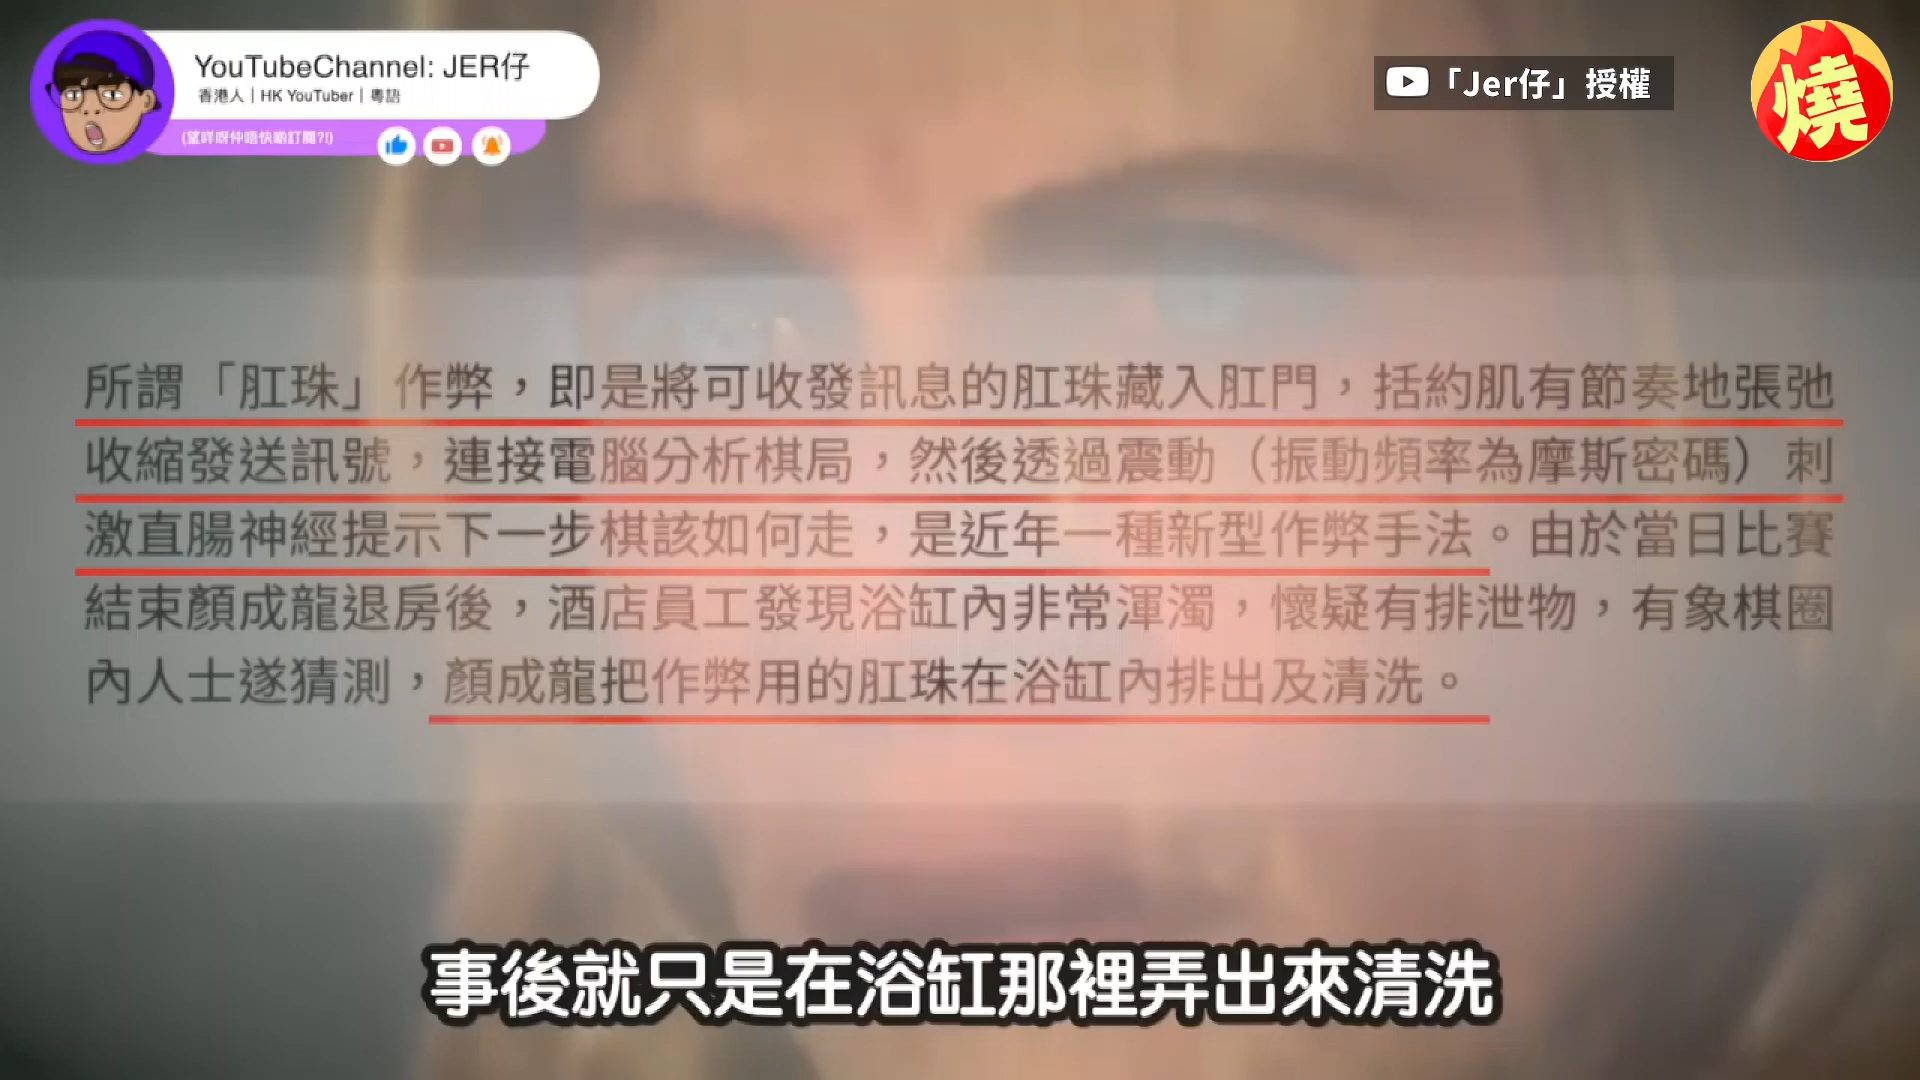 YouTubeChannel: JER仔
香港人｜HK YouTuber｜粵語
(望咩呀仲唔快啲訂閱?!)
「Jer仔」授權
燒
所謂「肛珠」作弊，即是將可收發訊息的肛珠藏入肛門，括約肌有節奏地張弛
收縮發送訊號，連接電腦分析棋局，然後透過震動（振動頻率為摩斯密碼）刺
激直腸神經提示下一步棋該如何走，是近年一種新型作弊手法。由於當日比賽
結束顏成龍退房後，酒店員工發現浴缸內非常渾濁，懷疑有排泄物，有象棋圈
內人士遂猜測，顏成龍把作弊用的肛珠在浴缸內排出及清洗。
事後就只是在浴缸那裡弄出來清洗